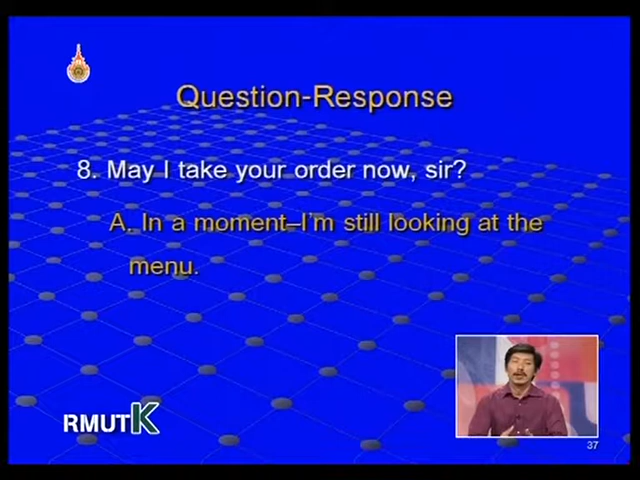 Question-Response
8. May I take your order now, sir?
A. In a moment–I'm still looking at the
menu.
RMUTK
37